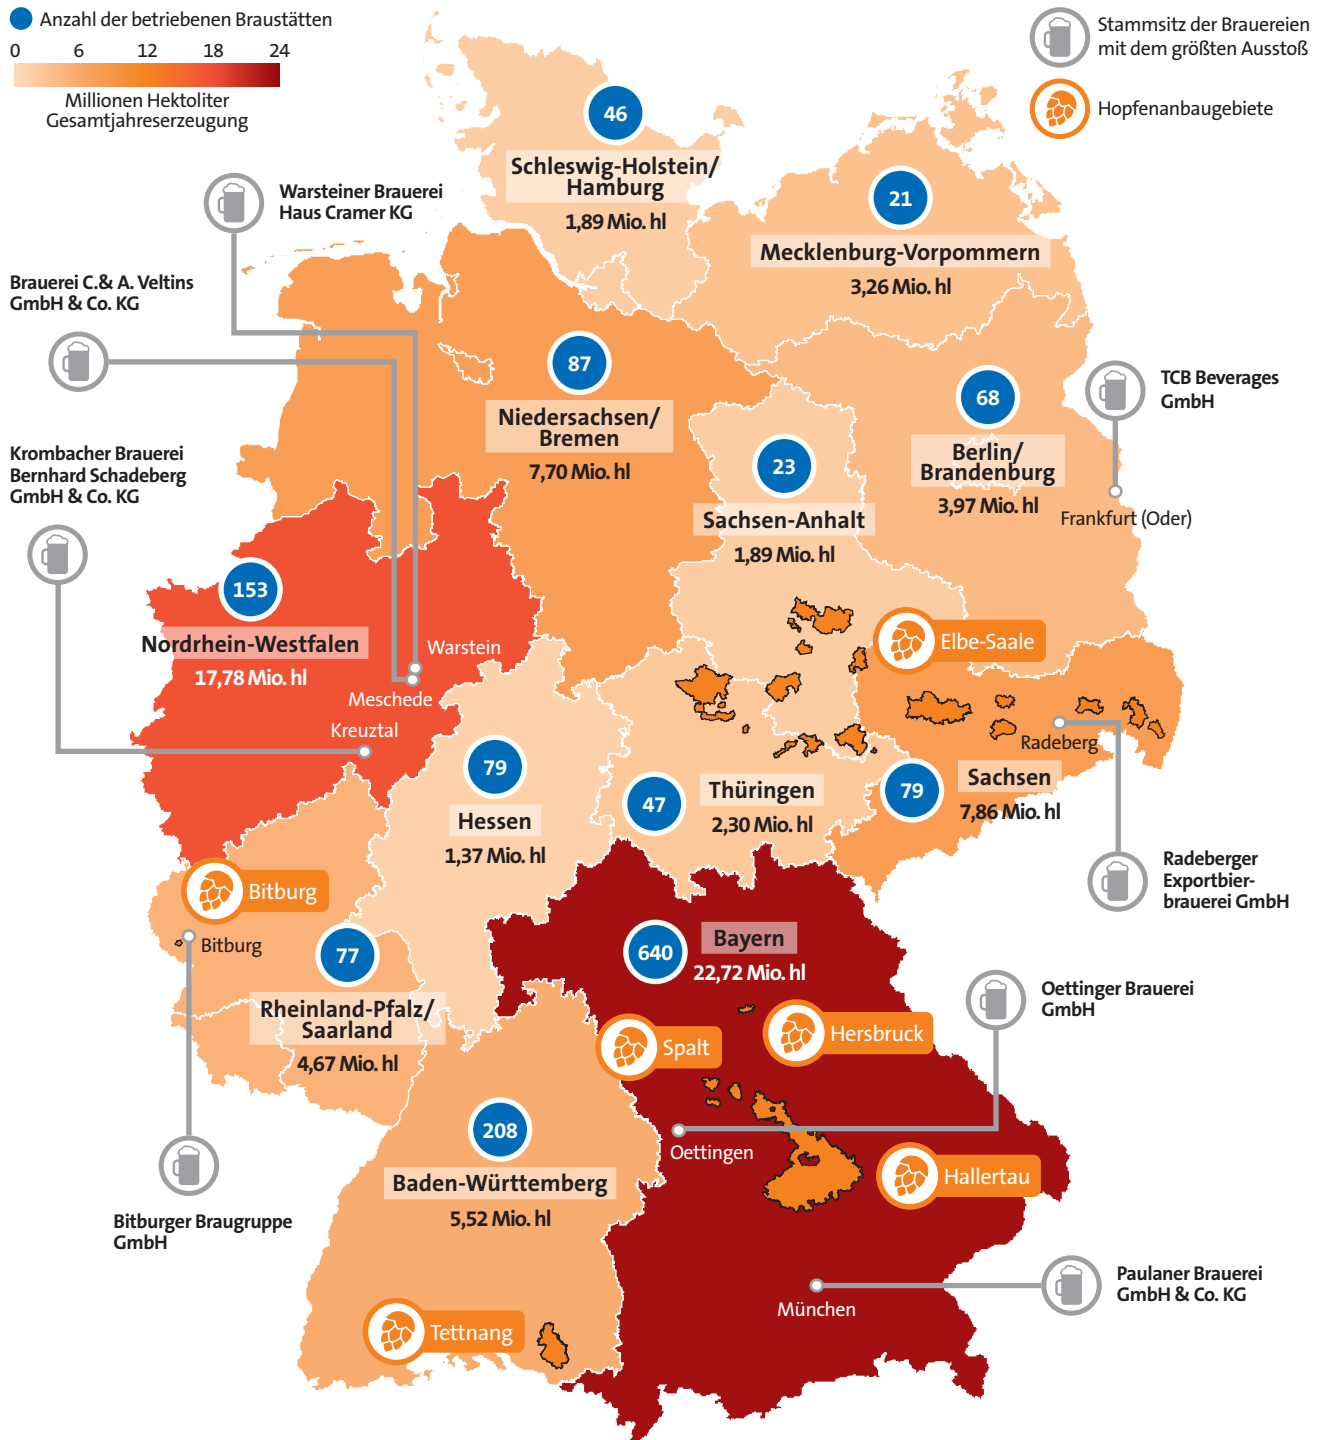 Anzahl der betriebenen Braustätten
0 6 12 18 24
Millionen Hektoliter
Gesamtjahreserzeugung
Stammsitz der Brauereien
mit dem größten Ausstoß
Hopfenanbaugebiete
46
Schleswig-Holstein/
Hamburg
1,89 Mio. hl
21
Mecklenburg-Vorpommern
3,26 Mio. hl
Warsteiner Brauerei
Haus Cramer KG
Brauerei C.& A. Veltins
GmbH & Co. KG
87
Niedersachsen/
Bremen
7,70 Mio. hl
68
Berlin/
Brandenburg
3,97 Mio. hl
TCB Beverages
GmbH
Frankfurt (Oder)
23
Sachsen-Anhalt
1,89 Mio. hl
Krombacher Brauerei
Bernhard Schadeberg
GmbH & Co. KG
153
Nordrhein-Westfalen
17,78 Mio. hl
Warstein
Meschede
Kreuztal
Elbe-Saale
Radeberg
79
Sachsen
7,86 Mio. hl
79
Hessen
1,37 Mio. hl
47
Thüringen
2,30 Mio. hl
Radeberger
Exportbier-
brauerei GmbH
Bitburg
Bitburg
77
Rheinland-Pfalz/
Saarland
4,67 Mio. hl
640
Bayern
22,72 Mio. hl
Oettinger Brauerei
GmbH
Spalt
Hersbruck
Oettingen
Hallertau
208
Baden-Württemberg
5,52 Mio. hl
Bitburger Braugruppe
GmbH
Paulaner Brauerei
GmbH & Co. KG
München
Tettnang